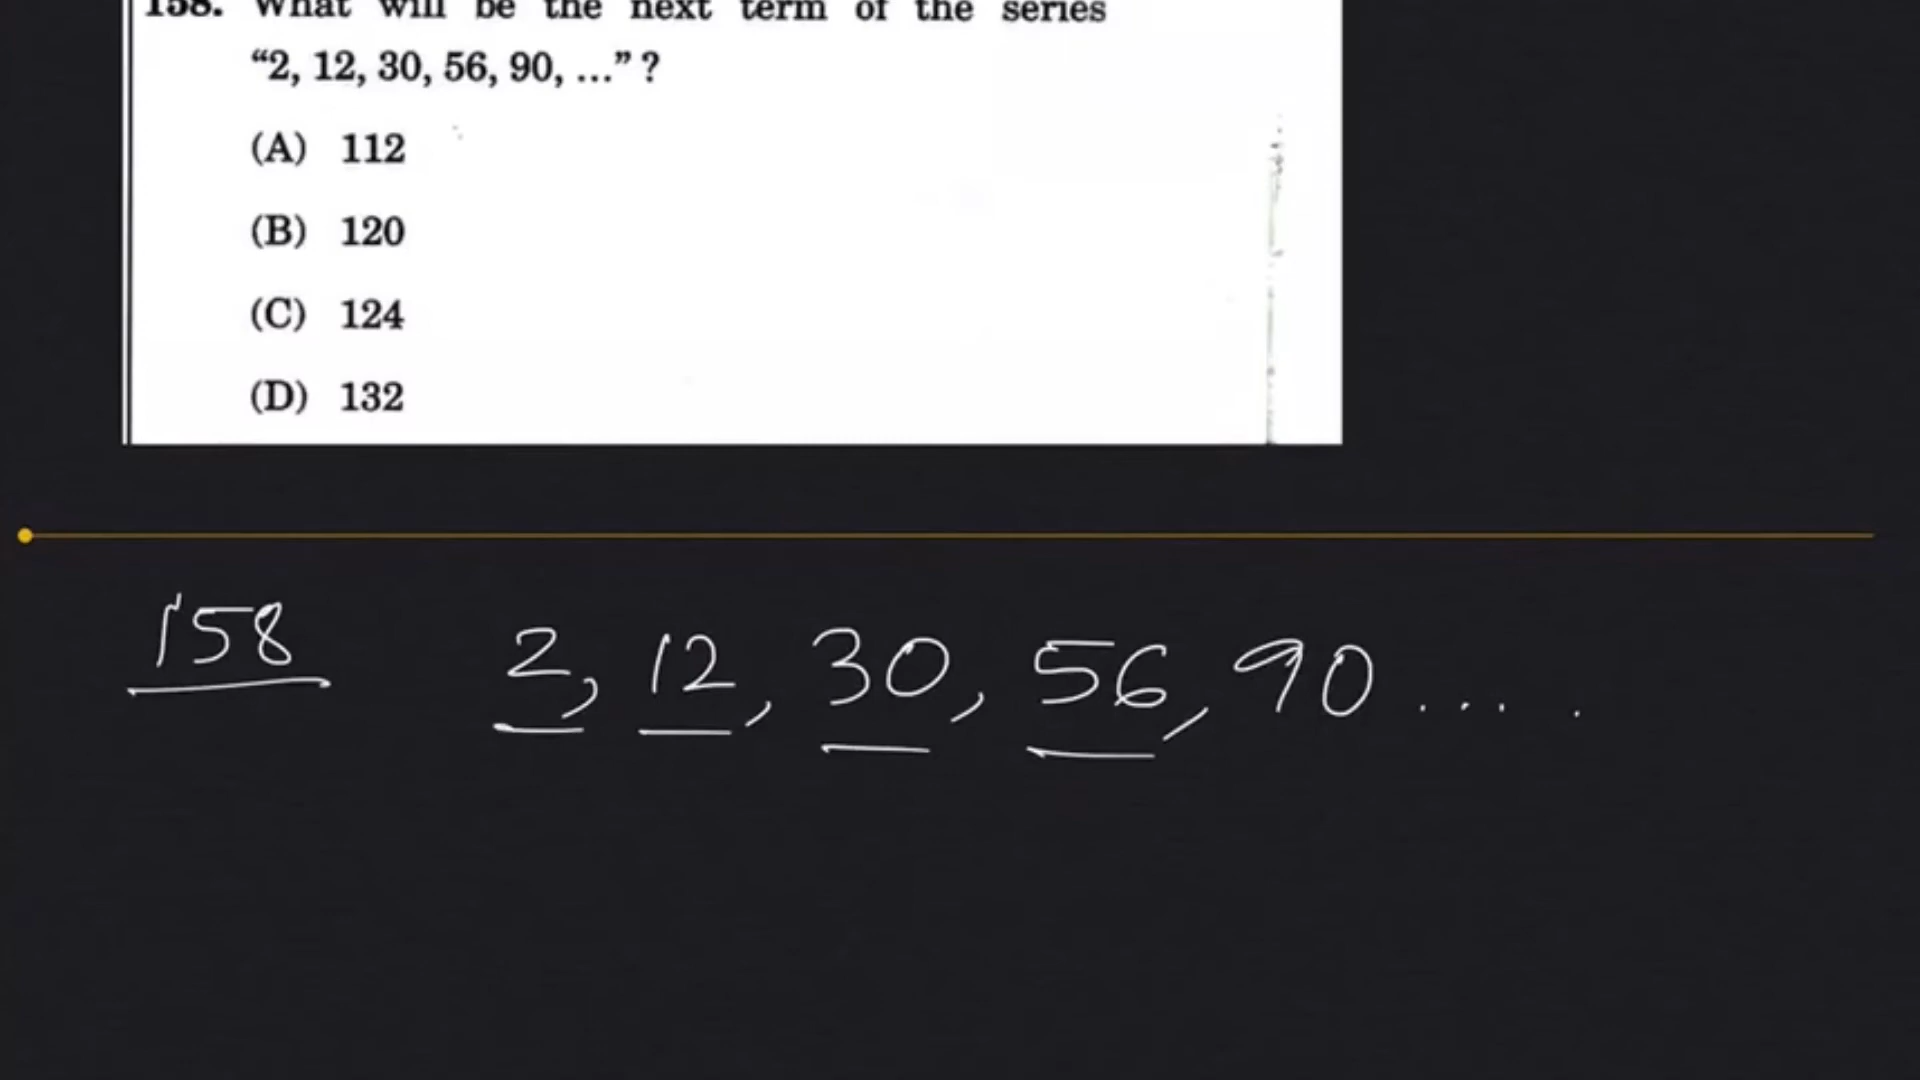 158. What will be the next term of the series
“2, 12, 30, 56, 90, ...” ?
(A) 112
(B) 120
(C) 124
(D) 132
158 2, 12, 30, 56, 90 .... .